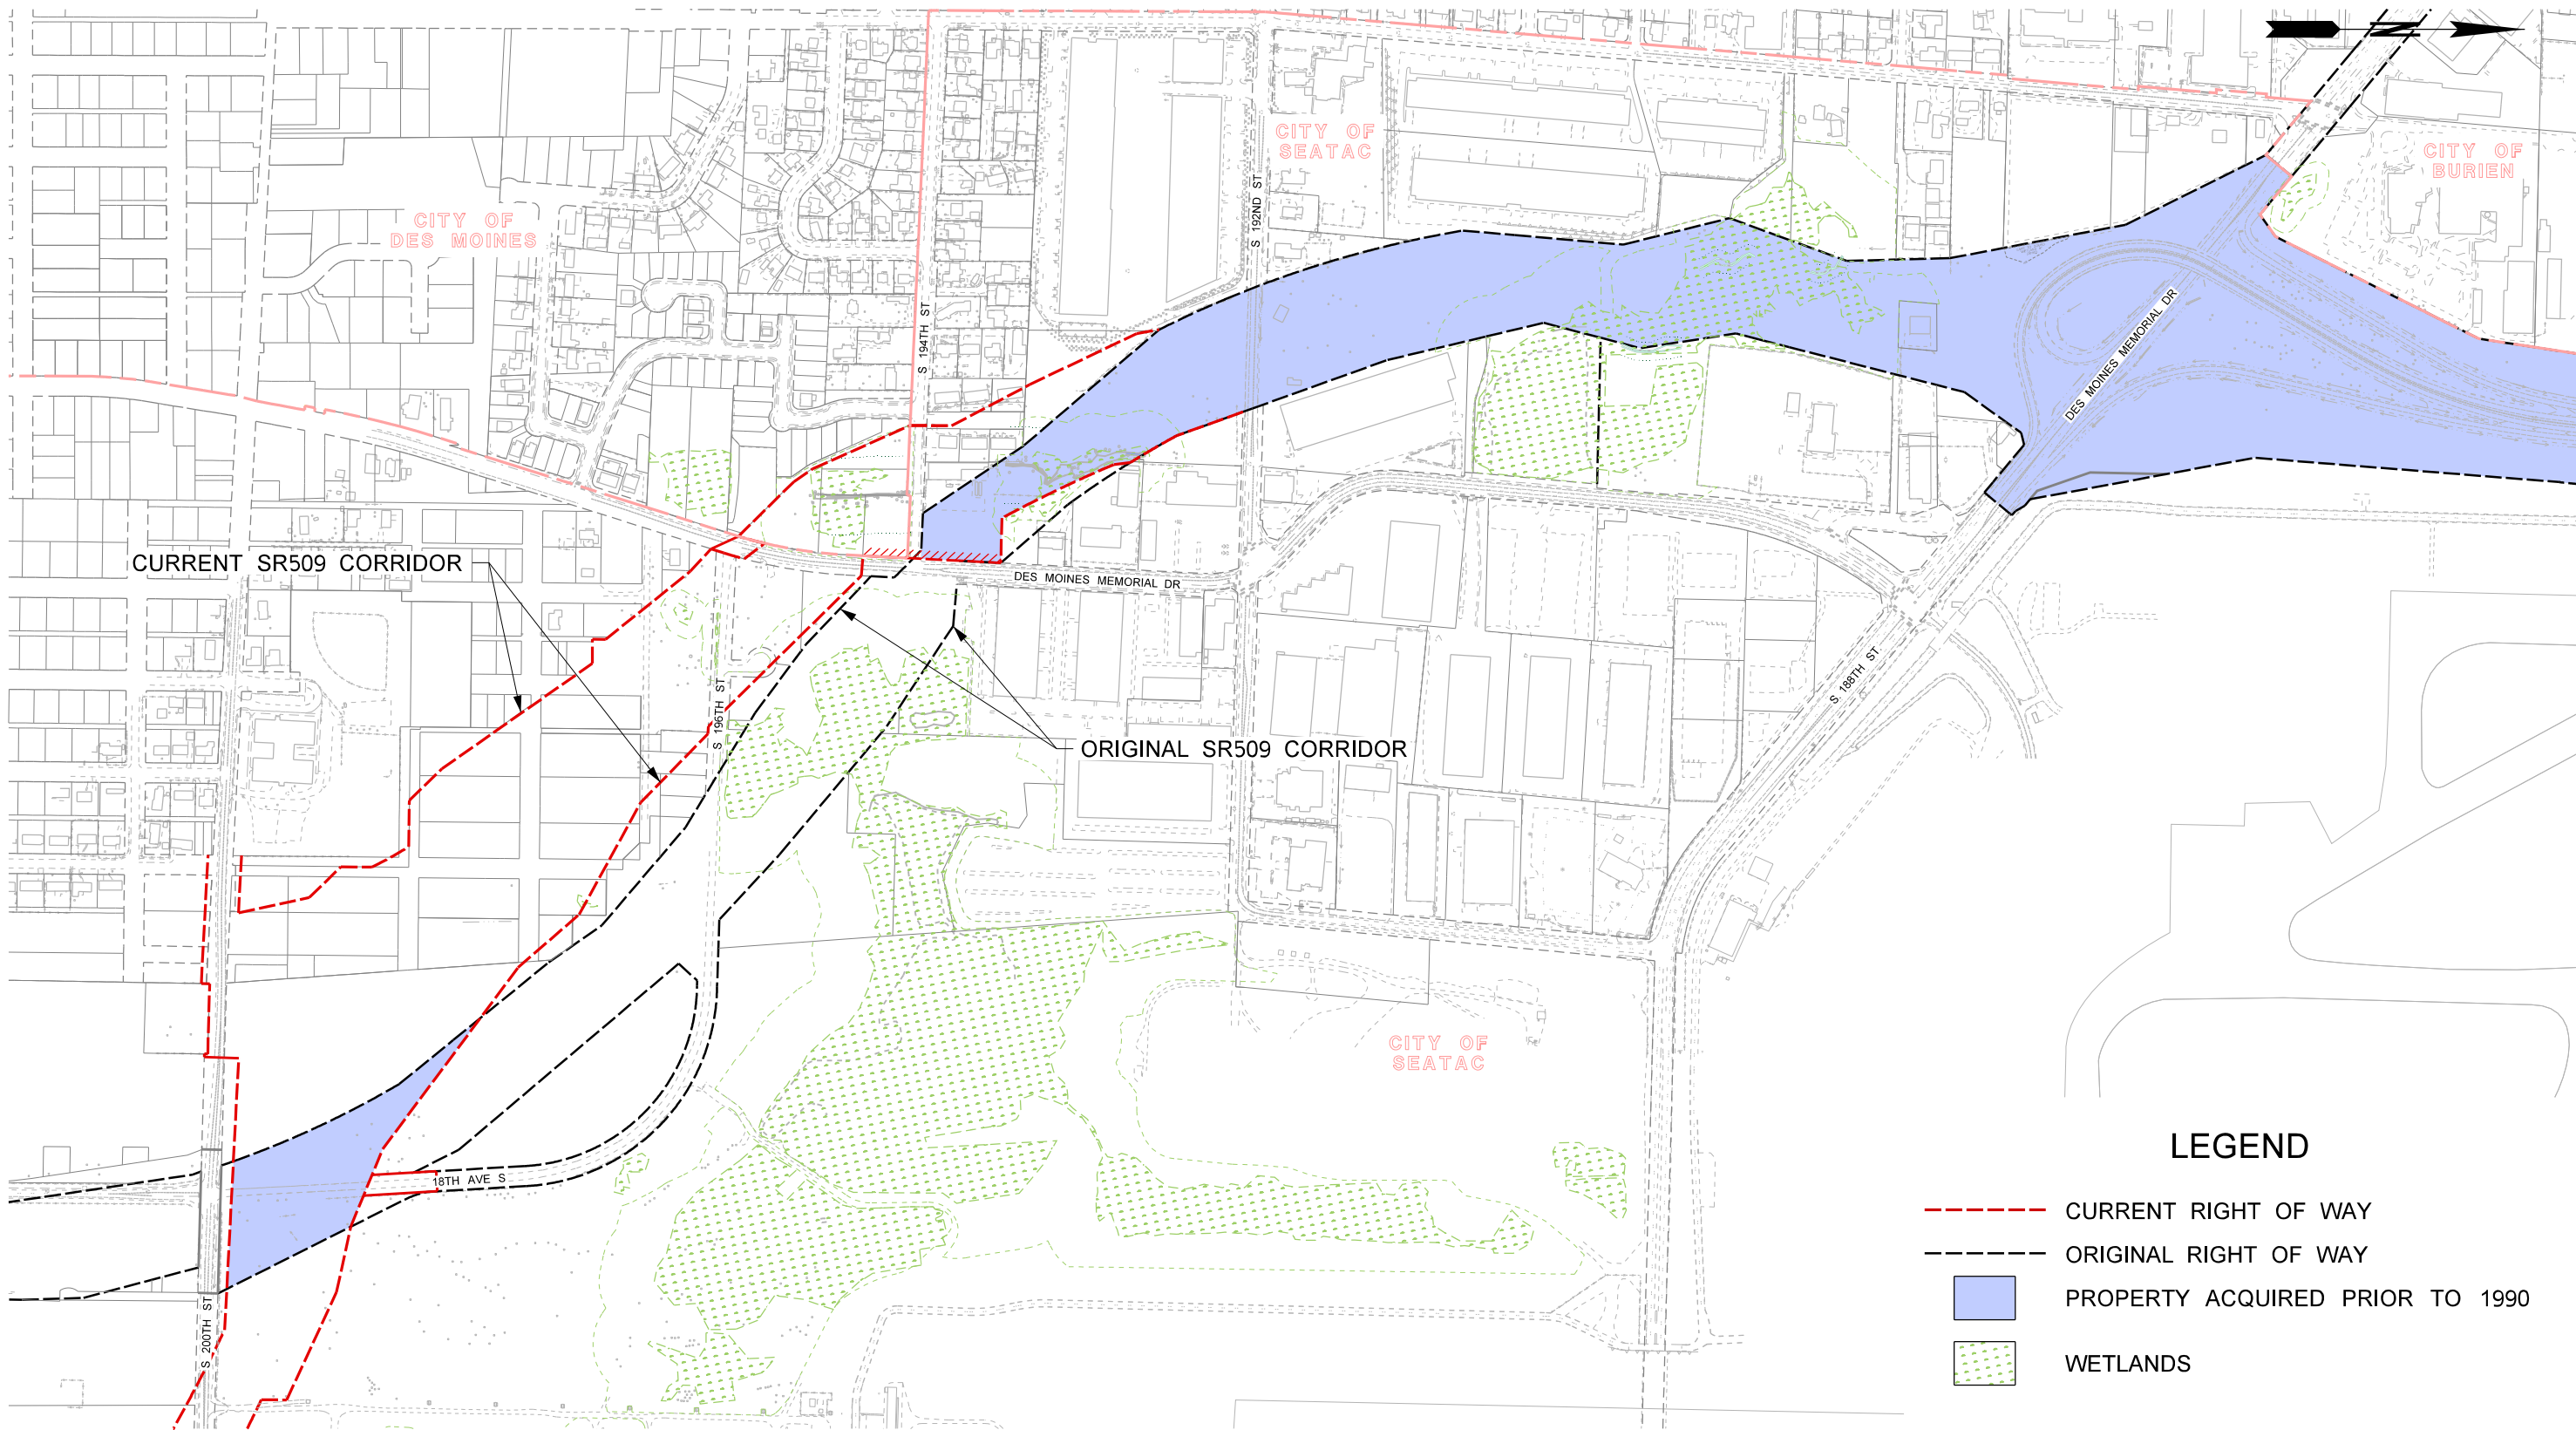 N
CITY OF
SEATAC
CITY OF
BURIEN
CITY OF
DES MOINES
S 192ND ST
S 194TH ST
DES MOINES MEMORIAL DR
CURRENT SR509 CORRIDOR
DES MOINES MEMORIAL DR
S 188TH ST
S 196TH ST
ORIGINAL SR509 CORRIDOR
CITY OF
SEATAC
18TH AVE S
S 200TH ST
LEGEND
CURRENT RIGHT OF WAY
ORIGINAL RIGHT OF WAY
PROPERTY ACQUIRED PRIOR TO 1990
WETLANDS